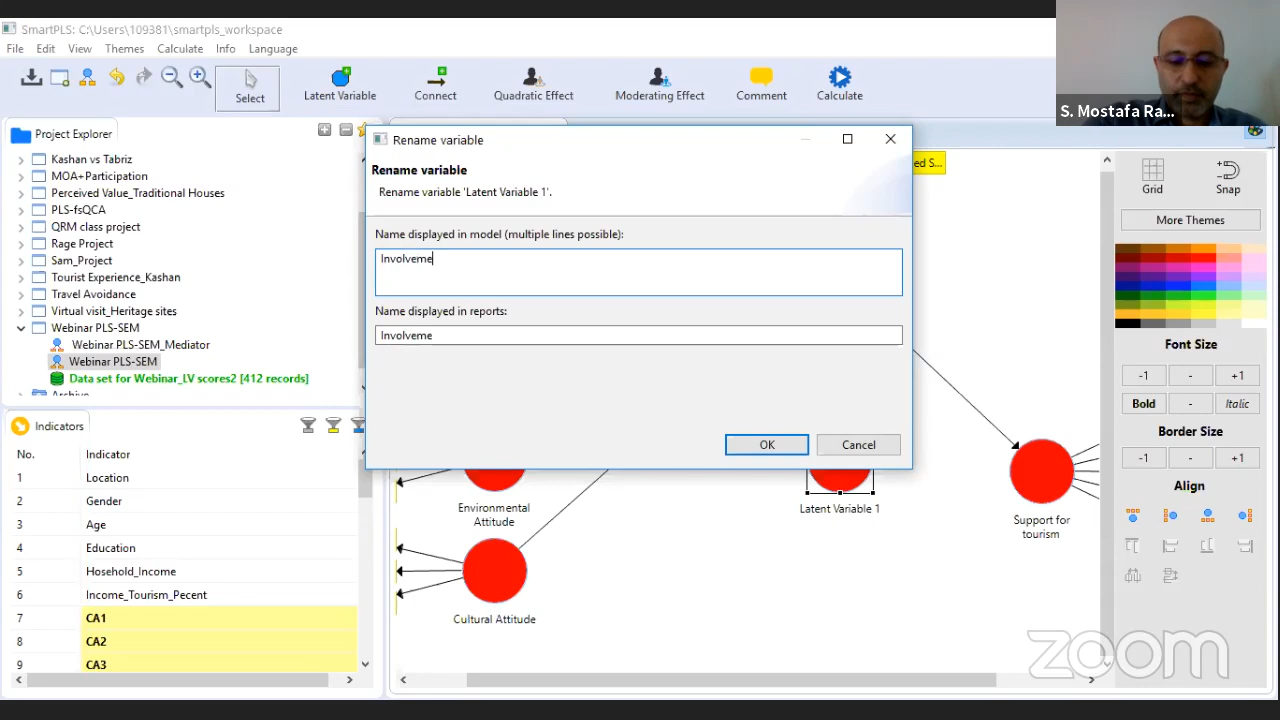 SmartPLS: C:\Users\109381\smartpls_workspace
File Edit View Themes Calculate Info Language
Select
Latent Variable
Connect
Quadratic Effect
Moderating Effect
Comment
Calculate
S. Mostafa Ra...
Project Explorer
Kashan vs Tabriz
MOA+Participation
Perceived Value_Traditional Houses
PLS-fsQCA
QRM class project
Rage Project
Sam_Project
Tourist Experience_Kashan
Travel Avoidance
Virtual visit_Heritage sites
Webinar PLS-SEM
Webinar PLS-SEM_Mediator
Webinar PLS-SEM
Data set for Webinar_LV scores2 [412 records]
Archive
Indicators
No. Indicator
1 Location
2 Gender
3 Age
4 Education
5 Hosehold_Income
6 Income_Tourism_Pecent
7 CA1
8 CA2
9 CA3
Rename variable
Rename variable
Rename variable 'Latent Variable 1'.
Name displayed in model (multiple lines possible):
Involveme
Name displayed in reports:
Involveme
OK
Cancel
ed S...
Environmental
Attitude
Cultural Attitude
Latent Variable 1
Support for
tourism
Grid
Snap
More Themes
Font Size
-1 - +1
Bold - Italic
Border Size
-1 - +1
Align
zoom